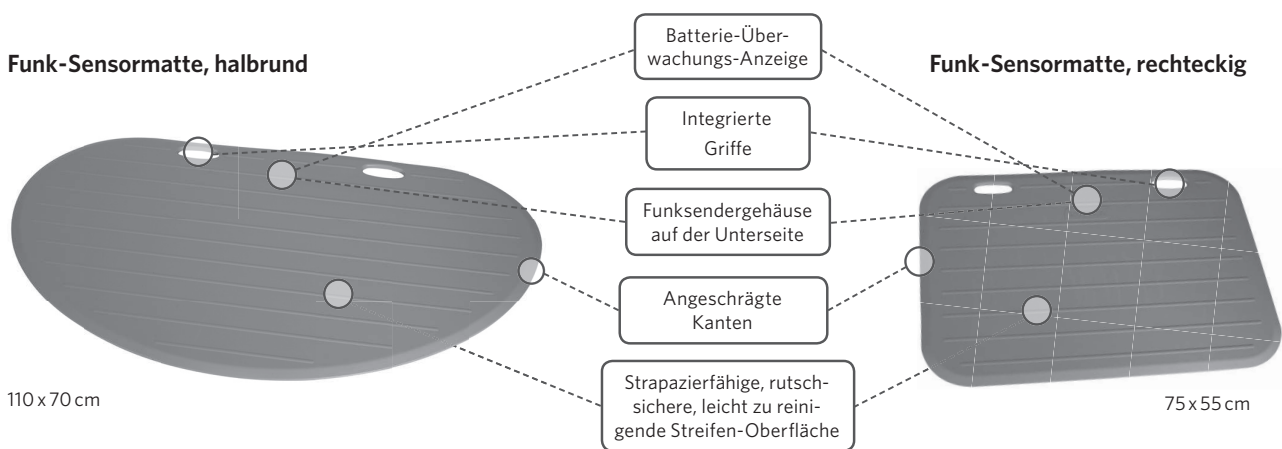 Funk-Sensormatte, halbrund
Batterie-Über-
wachungs-Anzeige
Funk-Sensormatte, rechteckig
Integrierte
Griffe
Funksendergehäuse
auf der Unterseite
Angeschrägte
Kanten
Strapazierfähige, rutsch-
sichere, leicht zu reini-
gende Streifen-Oberfläche
110 x 70 cm
75 x 55 cm